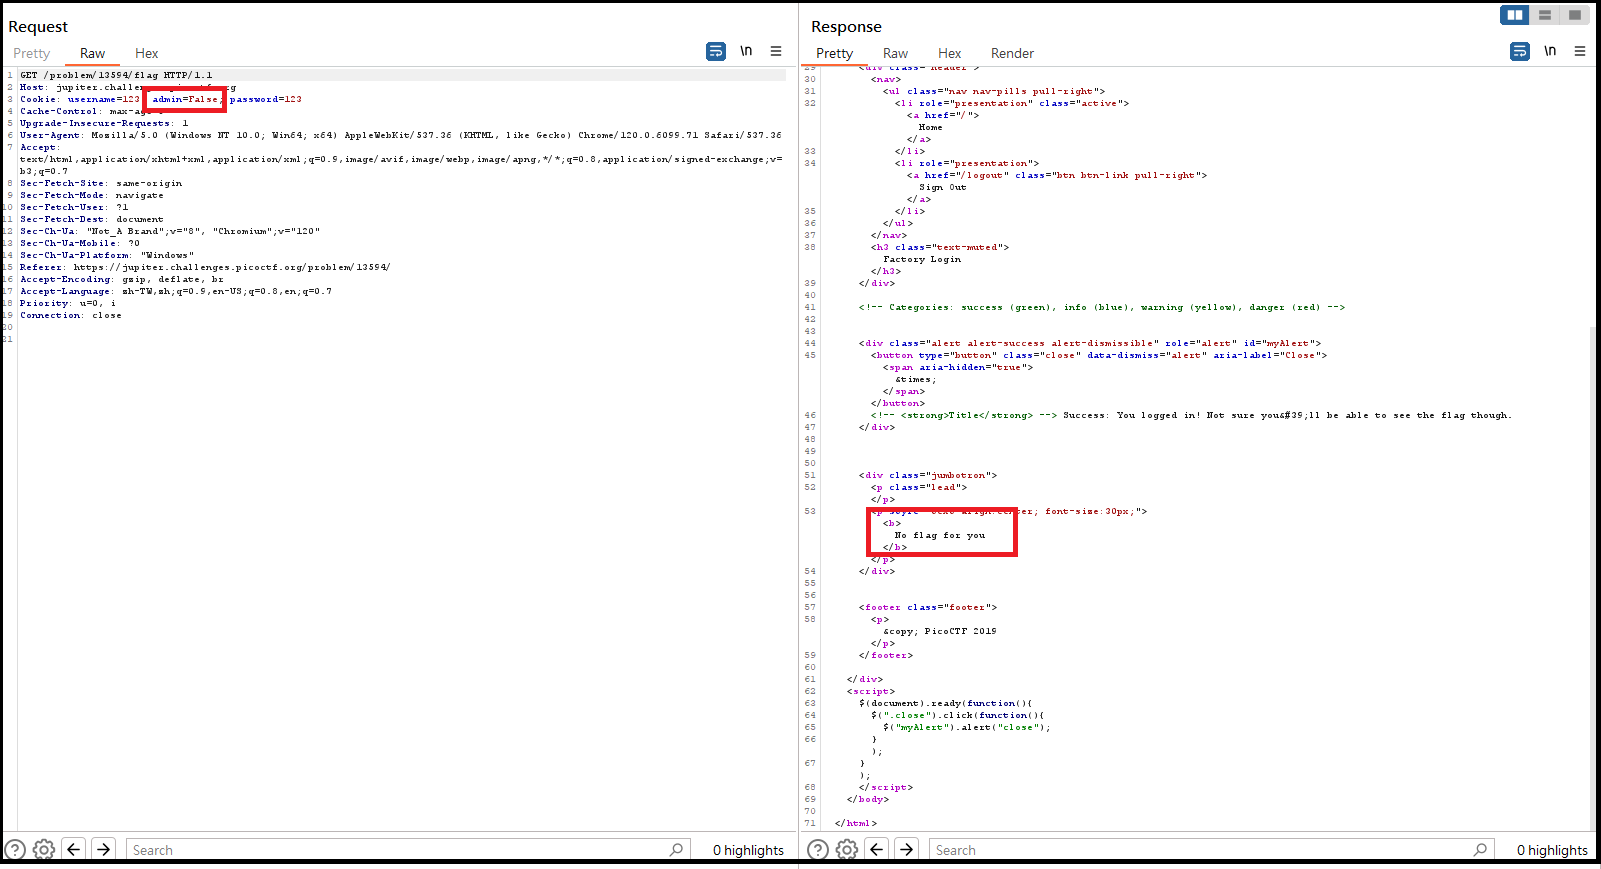 Request
Pretty Raw Hex \n
1 GET /problem/13594/flag HTTP/1.1
2 Host: jupiter.challen
3 Cookie: username=123 admin=False; password=123
4 Cache-Control:
5 Upgrade-Insecure-Requests: 1
6 User-Agent: Mozilla/5.0 (Windows NT 10.0; Win64; x64) AppleWebKit/537.36 (KHTML, like Gecko) Chrome/120.0.6099.71 Safari/537.36
7 Accept:
text/html,application/xhtml+xml,application/xml;q=0.9,image/avif,image/webp,image/apng,*/*;q=0.8,application/signed-exchange;v=
b3;q=0.7
8 Sec-Fetch-Site: same-origin
9 Sec-Fetch-Mode: navigate
10 Sec-Fetch-User: ?1
11 Sec-Fetch-Dest: document
12 Sec-Ch-Ua: "Not_A Brand";v="8", "Chromium";v="120"
13 Sec-Ch-Ua-Mobile: ?0
14 Sec-Ch-Ua-Platform: "Windows"
15 Referer: https://jupiter.challenges.picoctf.org/problem/13594/
16 Accept-Encoding: gzip, deflate, br
17 Accept-Language: zh-TW,zh;q=0.9,en-US;q=0.8,en;q=0.7
18 Priority: u=0, i
19 Connection: close
20
21
Search 0 highlights
Response
Pretty Raw Hex Render \n
29 <div class="header">
30 <nav>
31 <ul class="nav nav-pills pull-right">
32 <li role="presentation" class="active">
<a href="/">
Home
</a>
33 </li>
34 <li role="presentation">
<a href="/logout" class="btn btn-link pull-right">
Sign Out
</a>
35 </li>
36 </ul>
37 </nav>
38 <h3 class="text-muted">
Factory Login
</h3>
39 </div>
40
41 <!-- Categories: success (green), info (blue), warning (yellow), danger (red) -->
42
43
44 <div class="alert alert-success alert-dismissible" role="alert" id="myAlert">
45 <button type="button" class="close" data-dismiss="alert" aria-label="Close">
<span aria-hidden="true">
&times;
</span>
</button>
46 <!-- <strong>Title</strong> --> Success: You logged in! Not sure you&#39;ll be able to see the flag though.
47 </div>
48
49
50
51 <div class="jumbotron">
52 <p class="lead">
</p>
53 <p style="text-align:center; font-size:30px;">
<b>
No flag for you
</b>
</p>
54 </div>
55
56
57 <footer class="footer">
58 <p>
&copy; PicoCTF 2019
</p>
59 </footer>
60
61 </div>
62 <script>
63 $(document).ready(function(){
64 $(".close").click(function(){
65 $("myAlert").alert("close");
66 }
);
67 }
);
68 </script>
69 </body>
70
71 </html>
Search 0 highlights